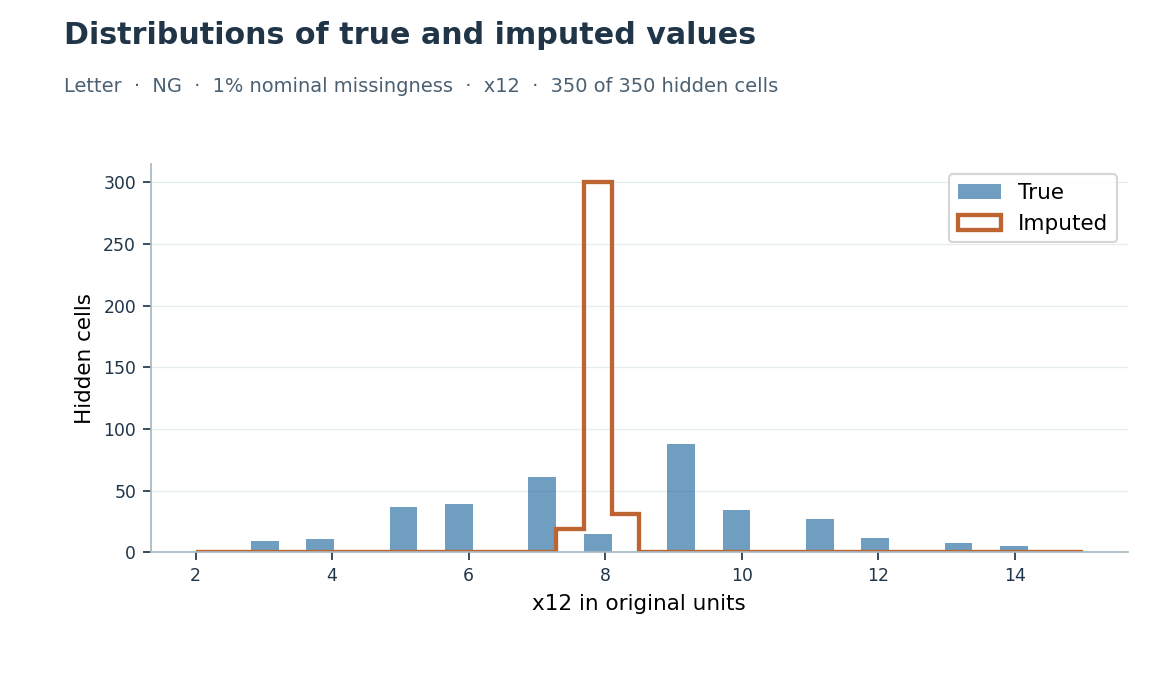 Distributions of true and imputed values
Letter · NG · 1% nominal missingness · x12 · 350 of 350 hidden cells
300
250
200
150
100
50
0
Hidden cells
True
Imputed
2 4 6 8 10 12 14
x12 in original units